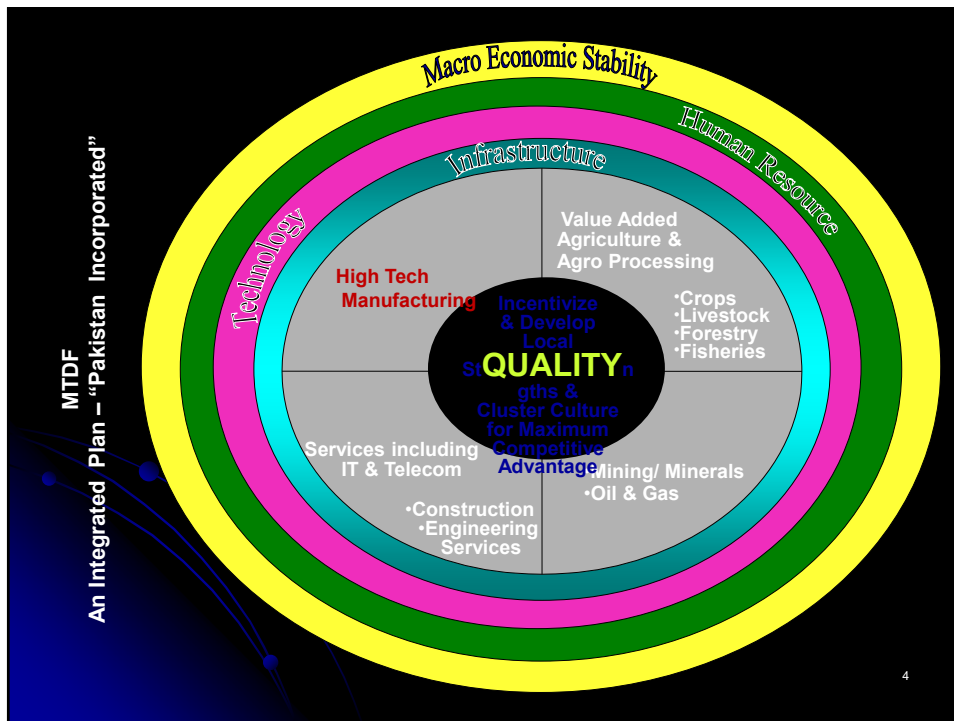 MTDF
An Integrated Plan – “Pakistan Incorporated”
Macro Economic Stability
Human Resource
Technology
Infrastructure
High Tech
Manufacturing
Value Added
Agriculture &
Agro Processing
•Crops
•Livestock
•Forestry
•Fisheries
Incentivize
& Develop
Local
QUALITY
gths &
Cluster Culture
for Maximum
Competitive
Advantage
Services including
IT & Telecom
•Construction
•Engineering
Services
•Mining/ Minerals
•Oil & Gas
4